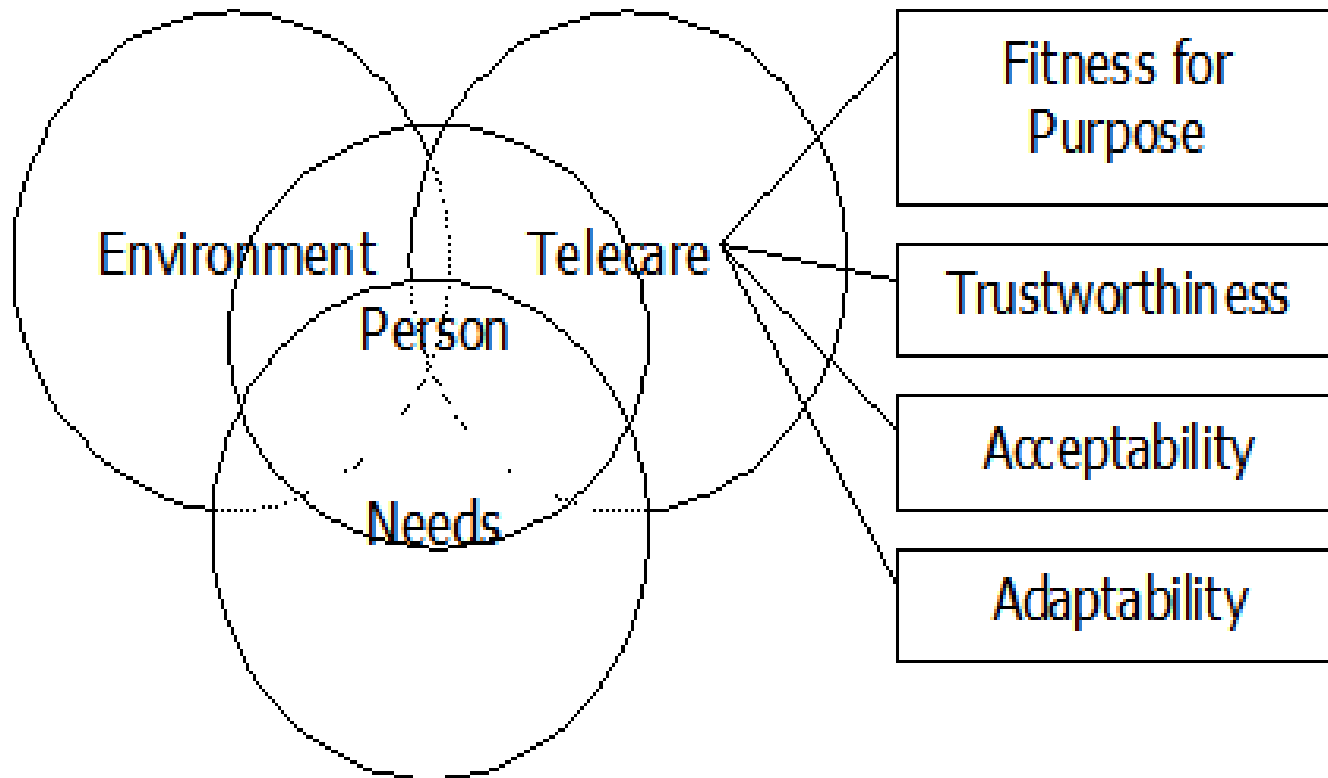 Environment
Telecare
Person
Needs
Fitness for
Purpose
Trustworthiness
Acceptability
Adaptability